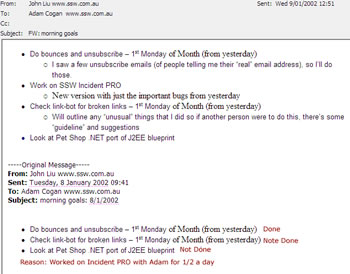 From: John Liu www.ssw.com.au Sent: Wed 9/01/2002 12:51
To: Adam Cogan www.ssw.com.au
Cc:
Subject: FW: morning goals
• Do bounces and unsubscribe – 1st Monday of Month (from yesterday)
o I saw a few unsubscribe emails (of people telling me their 'real' email address), so I'll do
those.
• Work on SSW Incident PRO
o New version with just the important bugs from yesterday
• Check link-bot for broken links – 1st Monday of Month (from yesterday)
o Will outline any 'unusual' things that I did so if another person were to do this. there's some
'guideline' and suggestions
• Look at Pet Shop .NET port of J2EE blueprint
-----Original Message-----
From: John Liu www.ssw.com.au
Sent: Tuesday, 8 January 2002 09:41
To: Adam Cogan www.ssw.com.au
Subject: morning goals: 8/1/2002
• Do bounces and unsubscribe – 1st Monday of Month (from yesterday) Done
• Check link-bot for broken links – 1st Monday of Month (from yesterday) Note Done
• Look at Pet Shop .NET port of J2EE blueprint Not Done
Reason: Worked on Incident PRO with Adam for 1/2 a day